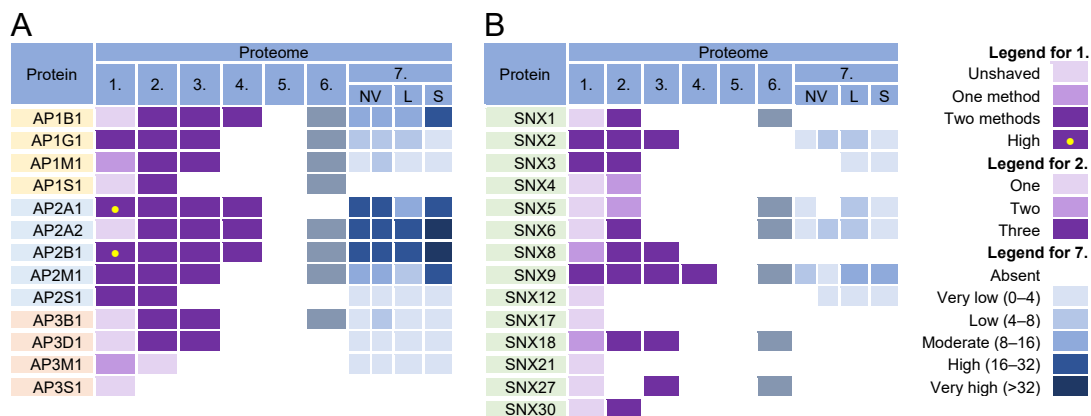 A
Protein
Proteome
1. 2. 3. 4. 5. 6. 7.
NV L S
AP1B1
AP1G1
AP1M1
AP1S1
AP2A1
AP2A2
AP2B1
AP2M1
AP2S1
AP3B1
AP3D1
AP3M1
AP3S1
B
Protein
Proteome
1. 2. 3. 4. 5. 6. 7.
NV L S
SNX1
SNX2
SNX3
SNX4
SNX5
SNX6
SNX8
SNX9
SNX12
SNX17
SNX18
SNX21
SNX27
SNX30
Legend for 1.
Unshaved
One method
Two methods
High
Legend for 2.
One
Two
Three
Legend for 7.
Absent
Very low (0–4)
Low (4–8)
Moderate (8–16)
High (16–32)
Very high (>32)